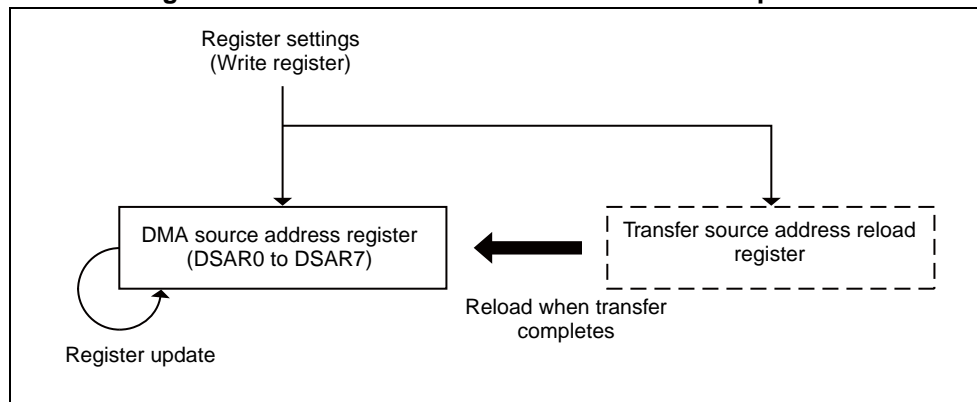 Register settings
(Write register)
DMA source address register
(DSAR0 to DSAR7)
Transfer source address reload
register
Reload when transfer
completes
Register update